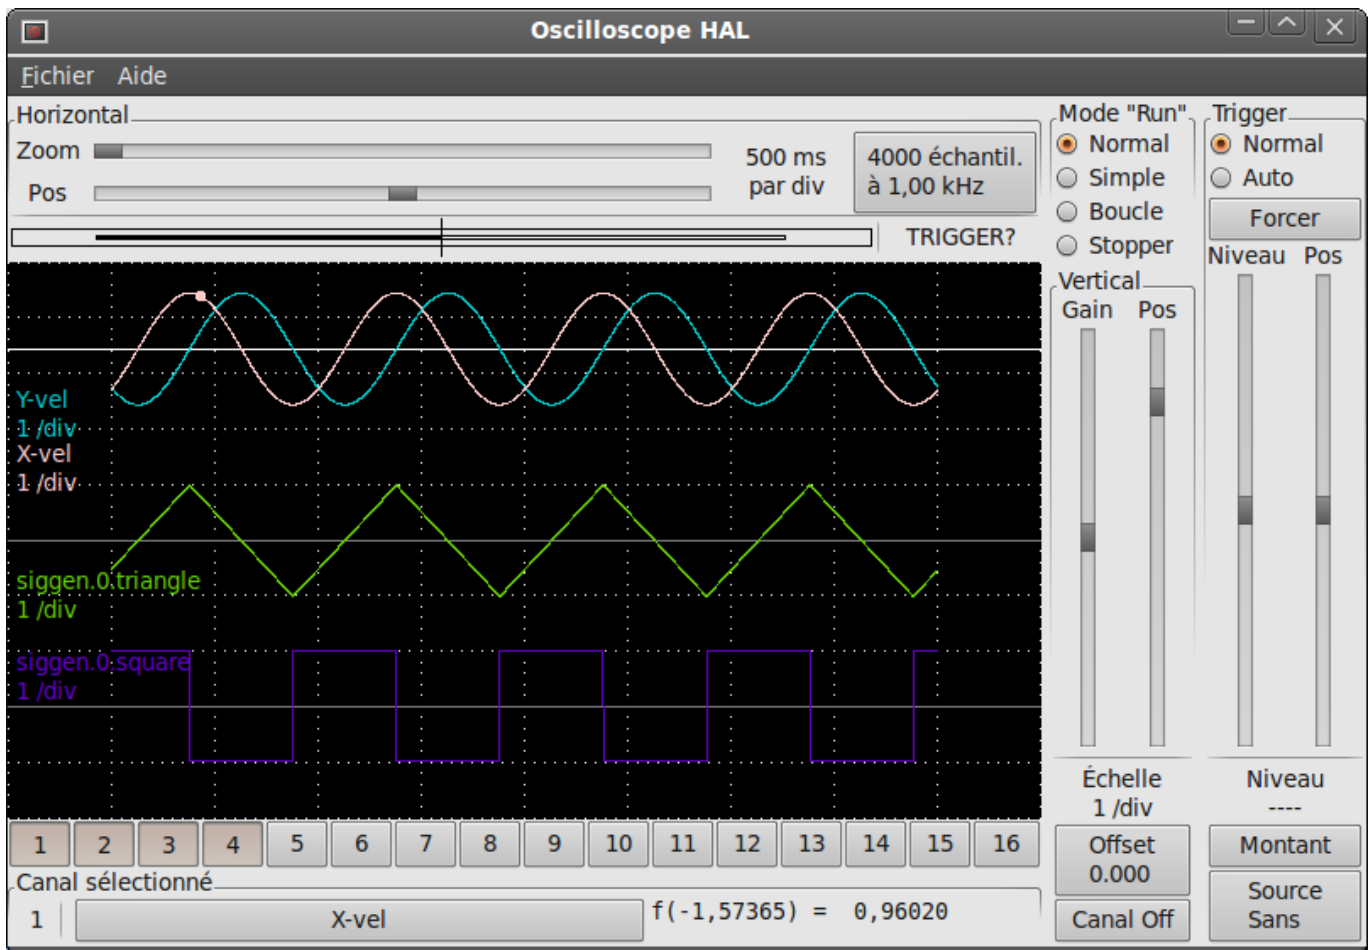 Oscilloscope HAL
Fichier Aide
Horizontal
Zoom
Pos
500 ms
par div
4000 échantil.
à 1,00 kHz
TRIGGER?
Mode "Run"
Normal
Simple
Boucle
Stopper
Trigger
Normal
Auto
Forcer
Niveau Pos
Vertical
Gain Pos
Y-vel
1 /div
X-vel
1 /div
siggen.0.triangle
1 /div
siggen.0.square
1 /div
Échelle
1 /div
Offset
0.000
Canal Off
Niveau
----
Montant
Source
Sans
1 2 3 4 5 6 7 8 9 10 11 12 13 14 15 16
Canal sélectionné
1 X-vel f(-1,57365) = 0,96020